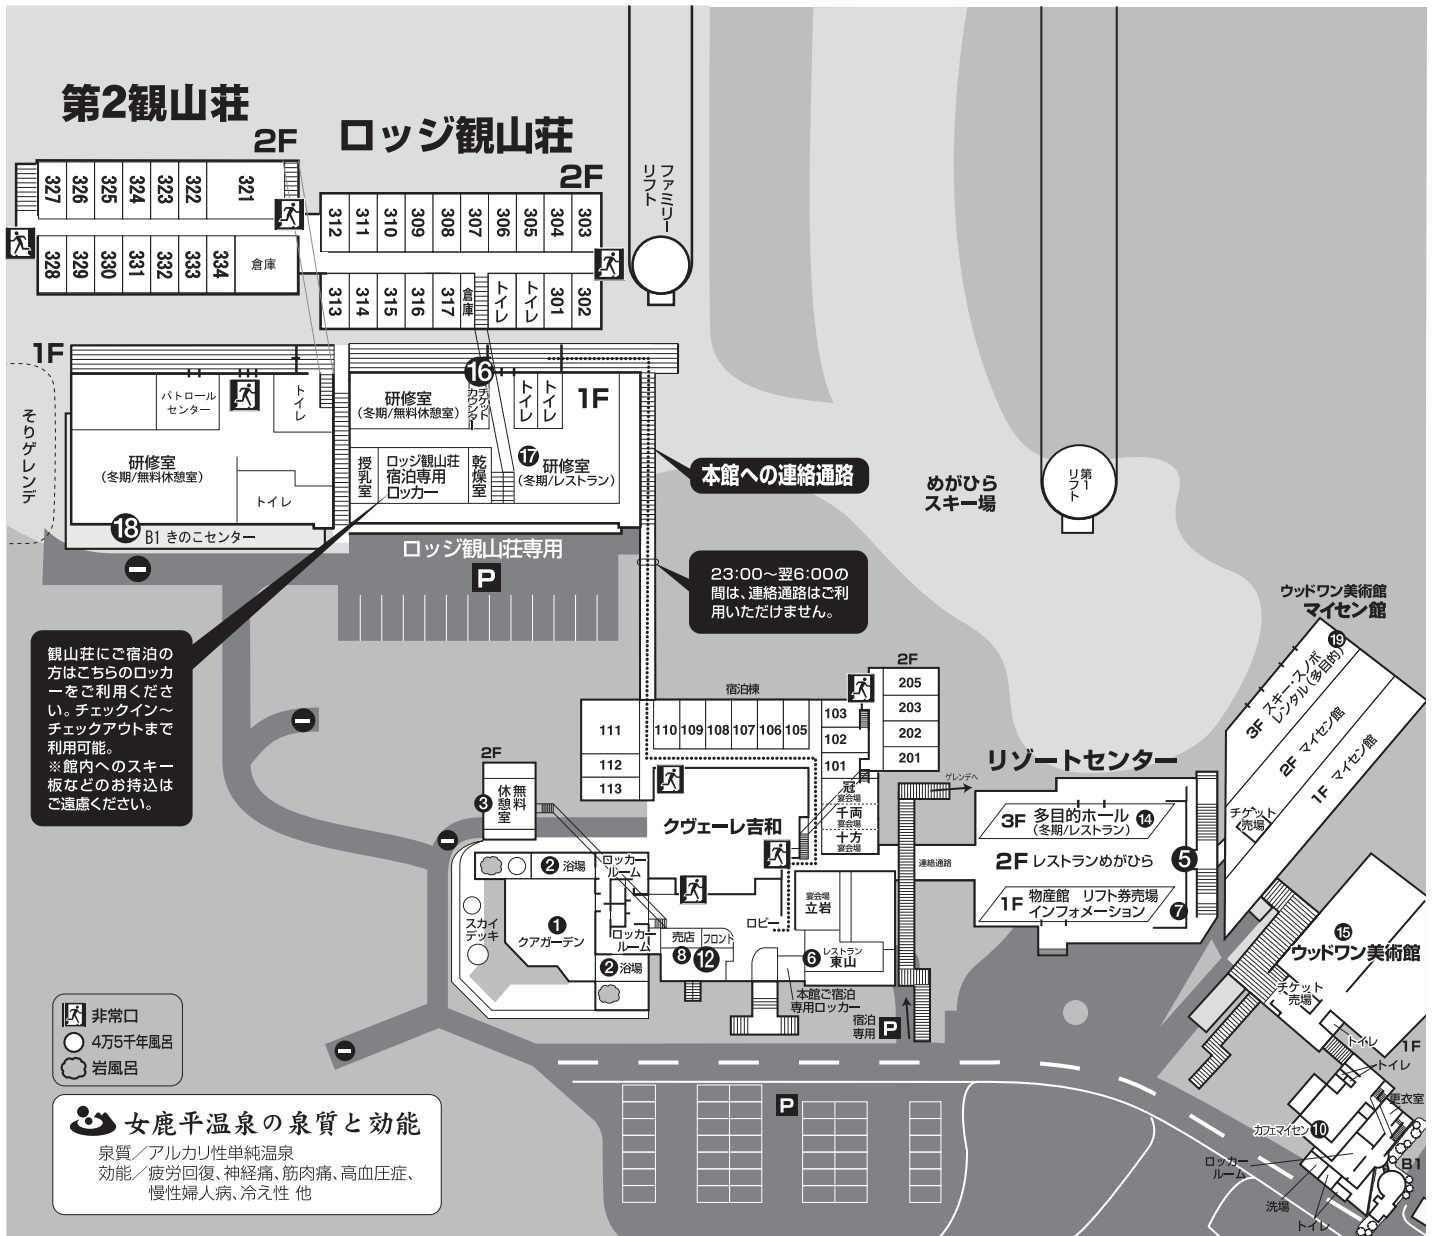 第2観山荘
2F
327
326
325
324
323
322
321
328
329
330
331
332
333
334
倉庫
ロッジ観山荘
2F
312
311
310
309
308
307
306
305
304
303
313
314
315
316
317
倉庫
トイレ
トイレ
301
302
ファミリー
リフト
1F
パトロール
センター
トイレ
研修室
(冬期/無料休憩室)
トイレ
18 B1 きのこセンター
そりゲレンデ
研修室
(冬期/無料休憩室)
16
チケット
カウンター
トイレ
トイレ
1F
授乳室
ロッジ観山荘
宿泊専用
ロッカー
乾燥室
17 研修室
(冬期/レストラン)
ロッジ観山荘専用
P
本館への連絡通路
23:00〜翌6:00の
間は、連絡通路はご利
用いただけません。
めがひら
スキー場
第1
リフト
観山荘にご宿泊の
方はこちらのロッカ
ーをご利用くださ
い。チェックイン〜
チェックアウトまで
利用可能。
※館内へのスキー
板などのお持込は
ご遠慮ください。
宿泊棟
111
112
113
110
109
108
107
106
105
103
102
101
2F
205
203
202
201
冠
宴会場
千両
宴会場
十方
宴会場
クヴェーレ吉和
2F
3 無料
休憩室
2 浴場
ロッカー
ルーム
スカイ
デッキ
1
クアガーデン
ロッカー
ルーム
2 浴場
売店
8
フロント
12
ロビー
宴会場
立岩
6 レストラン
東山
本館ご宿泊
専用ロッカー
宿泊
専用 P
連絡通路
ゲレンデへ
リゾートセンター
3F 多目的ホール
(冬期/レストラン) 14
2F レストランめがひら 5
1F 物産館 リフト券売場
インフォメーション 7
ウッドワン美術館
マイセン館
19
3F スキー・スノボ
レンタル(多目的)
2F マイセン館
1F マイセン館
チケット
売場
15
ウッドワン美術館
チケット
売場
トイレ
1F
トイレ
更衣室
カフェマイセン 10
ロッカー
ルーム
B1
洗場
トイレ
P
非常口
4万5千年風呂
岩風呂
女鹿平温泉の泉質と効能
泉質／アルカリ性単純温泉
効能／疲労回復、神経痛、筋肉痛、高血圧症、
慢性婦人病、冷え性 他